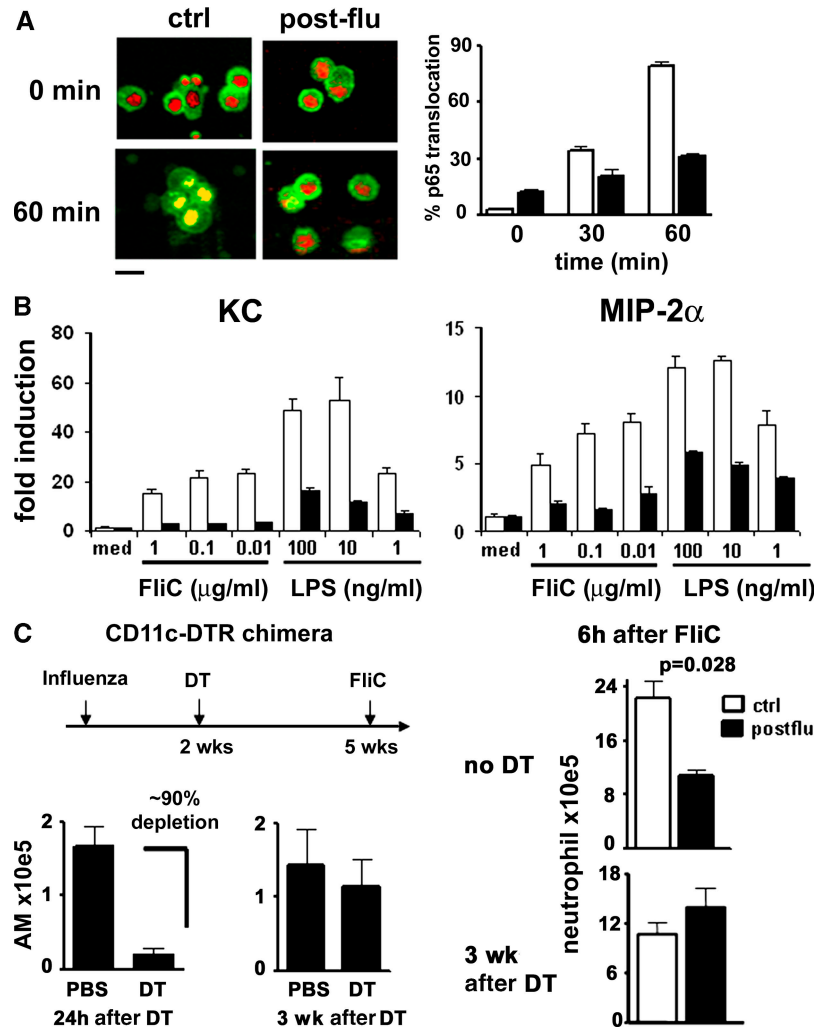 A
ctrl post-flu
0 min
60 min
% p65 translocation
90
60
30
0
0 30 60
time (min)
B
KC
fold induction
80
60
40
20
0
med 1 0.1 0.01 100 10 1
FliC (μg/ml) LPS (ng/ml)
MIP-2α
15
10
5
0
med 1 0.1 0.01 100 10 1
FliC (μg/ml) LPS (ng/ml)
C
CD11c-DTR chimera
Influenza DT FliC
2 wks 5 wks
AM x10e5
2
1
0
~90%
depletion
PBS DT
24h after DT
2
1
0
PBS DT
3 wk after DT
6h after FliC
p=0.028
ctrl
postflu
no DT
3 wk
after DT
neutrophil x10e5
24
16
8
0
18
12
6
0